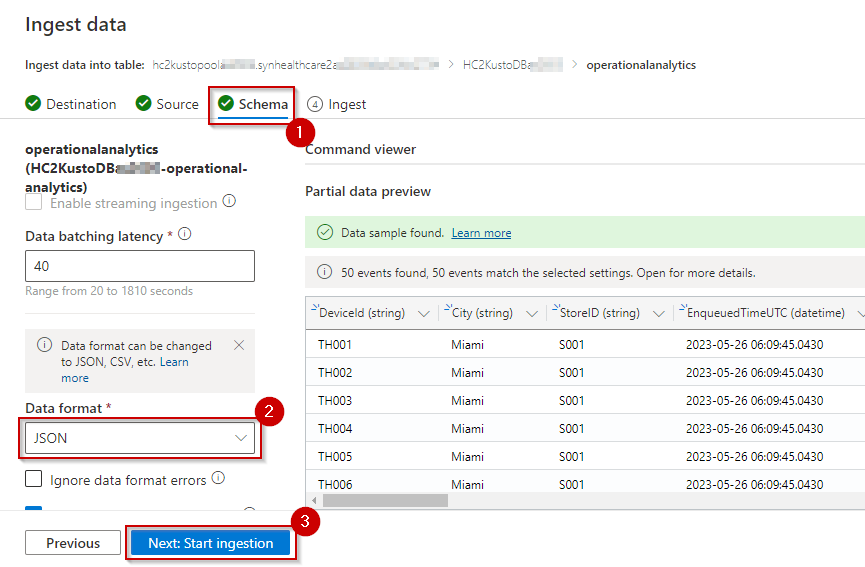 Ingest data
Ingest data into table: hc2kustopool .synhealthcare2a > HC2KustoDBa > operationalanalytics
Destination Source Schema 4 Ingest
1
operationalanalytics
(HC2KustoDBa -operational-
analytics)
Enable streaming ingestion
Data batching latency *
40
Range from 20 to 1810 seconds
Data format can be changed
to JSON, CSV, etc. Learn
more
Data format *
2
JSON
Ignore data format errors
Previous
Next: Start ingestion
3
Command viewer
Partial data preview
Data sample found. Learn more
50 events found, 50 events match the selected settings. Open for more details.
DeviceId (string) City (string) StoreID (string) EnqueuedTimeUTC (datetime)
TH001 Miami S001 2023-05-26 06:09:45.0430
TH002 Miami S001 2023-05-26 06:09:45.0430
TH003 Miami S001 2023-05-26 06:09:45.0430
TH004 Miami S001 2023-05-26 06:09:45.0430
TH005 Miami S001 2023-05-26 06:09:45.0430
TH006 Miami S001 2023-05-26 06:09:45.0430